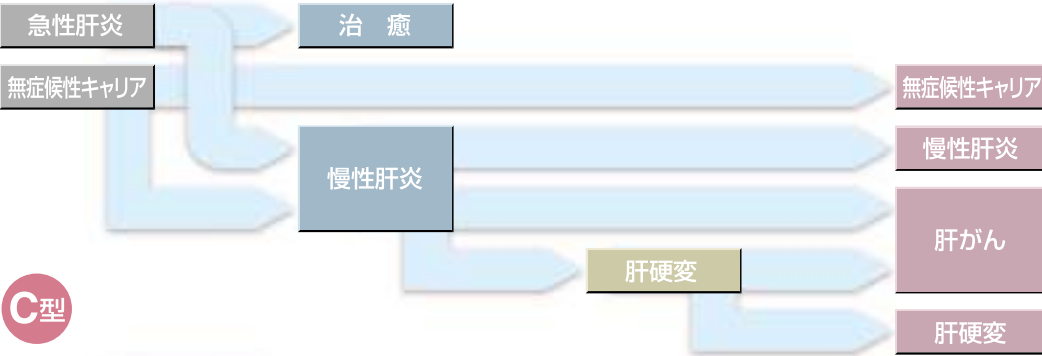 急性肝炎
治 癒
無症候性キャリア
無症候性キャリア
慢性肝炎
慢性肝炎
肝がん
肝硬変
C型
肝硬変